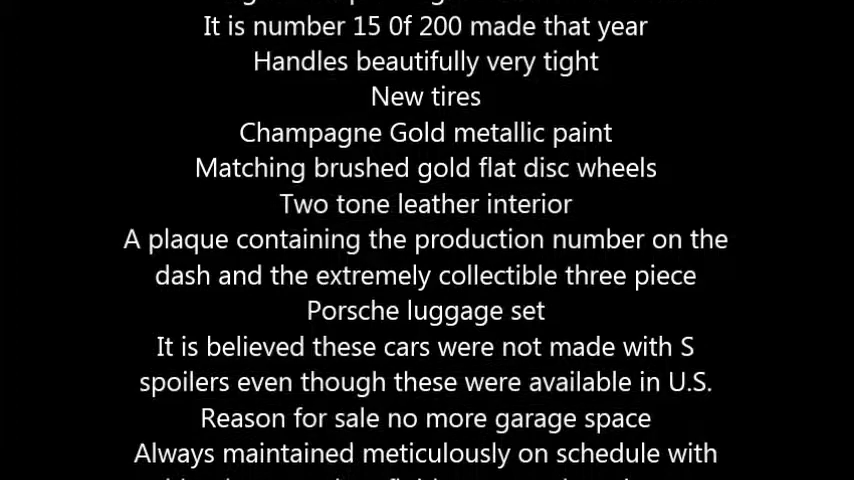 It is number 15 0f 200 made that year
Handles beautifully very tight
New tires
Champagne Gold metallic paint
Matching brushed gold flat disc wheels
Two tone leather interior
A plaque containing the production number on the
dash and the extremely collectible three piece
Porsche luggage set
It is believed these cars were not made with S
spoilers even though these were available in U.S.
Reason for sale no more garage space
Always maintained meticulously on schedule with